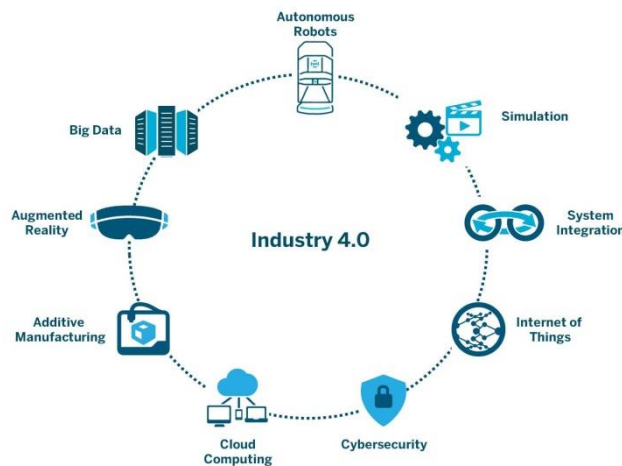 Autonomous
Robots
Simulation
System
Integration
Internet of
Things
Cybersecurity
Cloud
Computing
Additive
Manufacturing
Augmented
Reality
Big Data
Industry 4.0